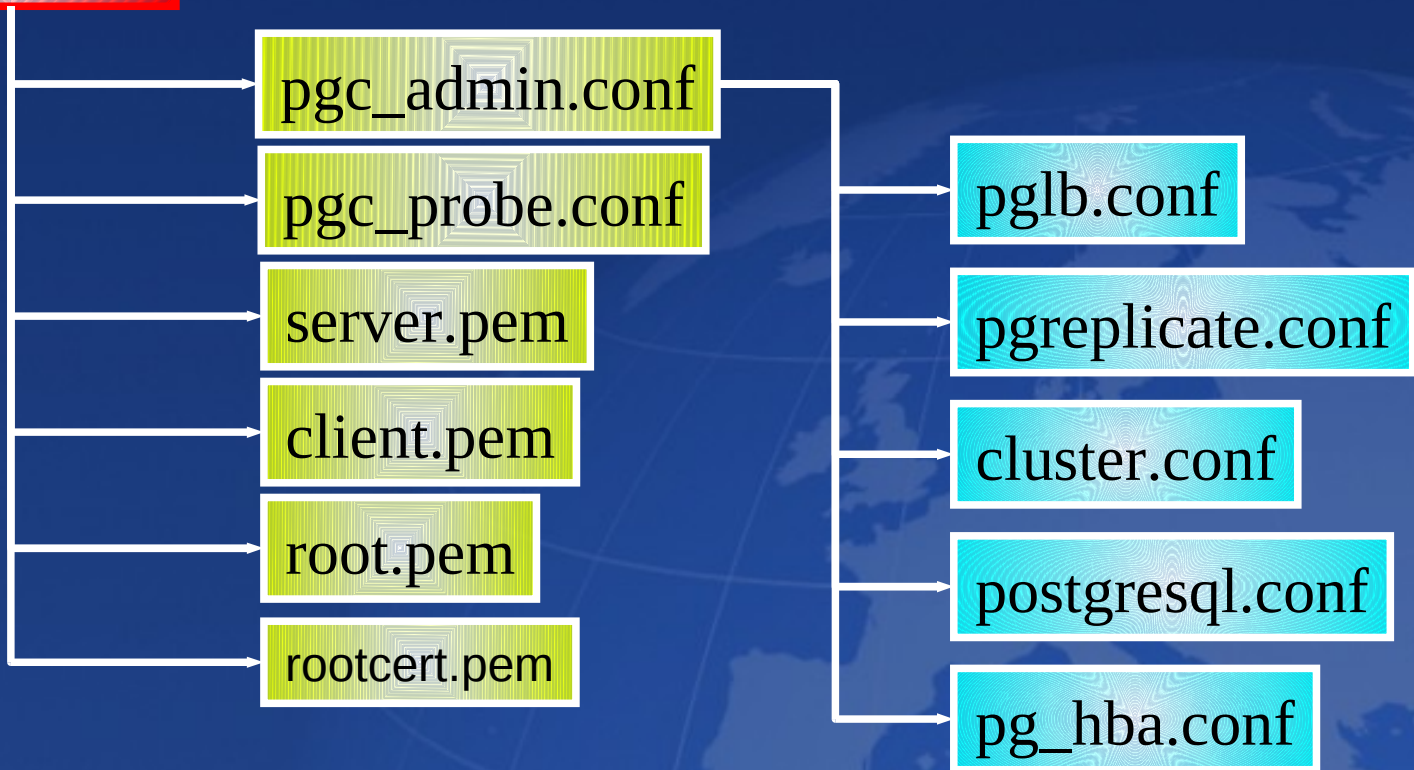 pgc_admin.conf
pgc_probe.conf
server.pem
client.pem
root.pem
rootcert.pem
pglb.conf
pgreplicate.conf
cluster.conf
postgresql.conf
pg_hba.conf